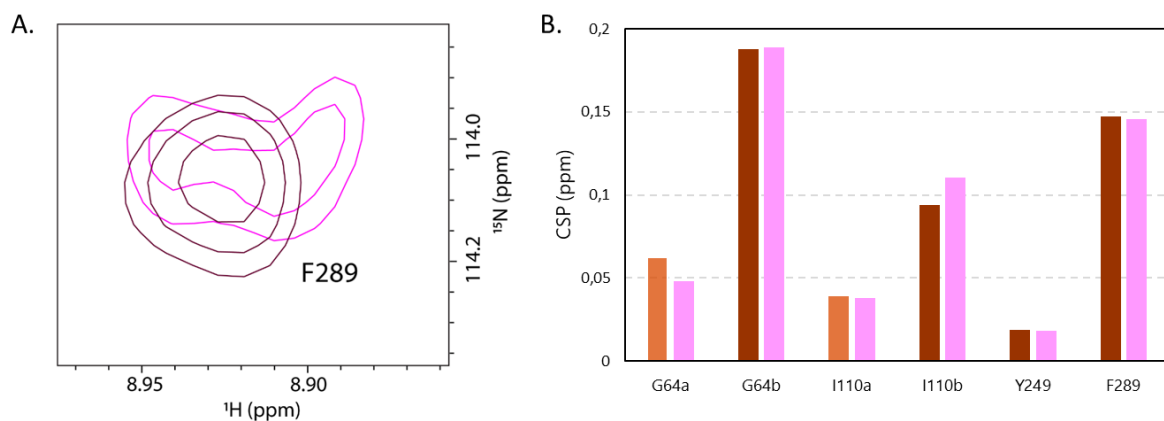 A.
F289
114.0
114.2
¹⁵N (ppm)
8.95
8.90
¹H (ppm)
B.
CSP (ppm)
0,2
0,15
0,1
0,05
0
G64a
G64b
I110a
I110b
Y249
F289